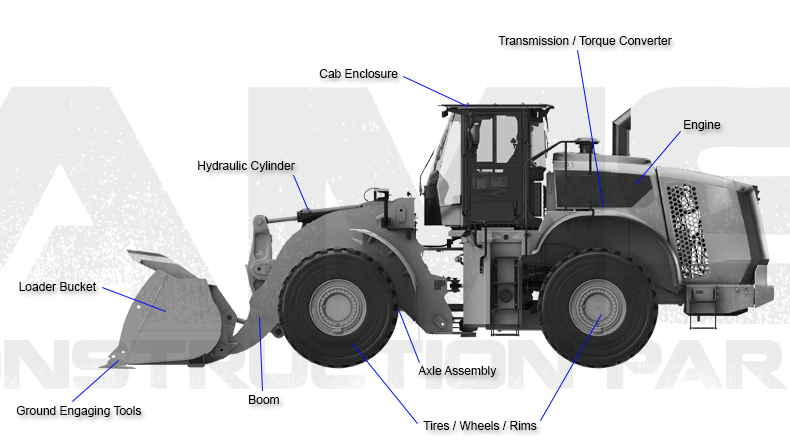 Transmission / Torque Converter
Cab Enclosure
Engine
Hydraulic Cylinder
Loader Bucket
Axle Assembly
Boom
Ground Engaging Tools
Tires / Wheels / Rims